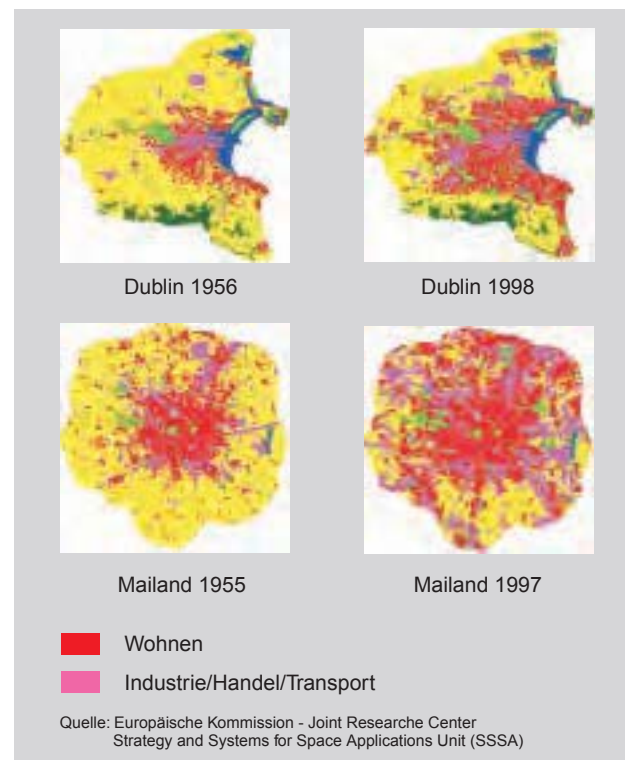 Dublin 1956
Dublin 1998
Mailand 1955
Mailand 1997
Wohnen
Industrie/Handel/Transport
Quelle: Europäische Kommission - Joint Researche Center
Strategy and Systems for Space Applications Unit (SSSA)